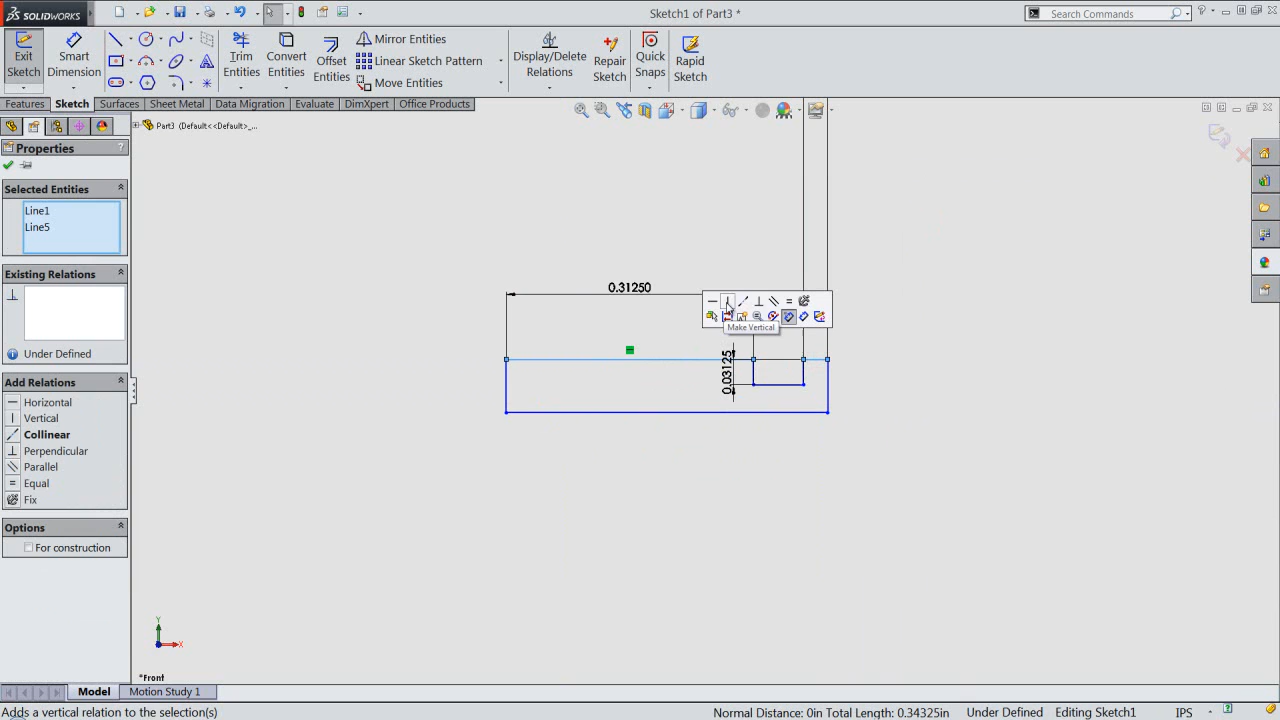 SOLIDWORKS
Sketch1 of Part3 *
Search Commands
Exit
Sketch
Smart
Dimension
Trim
Entities
Convert
Entities
Offset
Entities
Mirror Entities
Linear Sketch Pattern
Move Entities
Display/Delete
Relations
Repair
Sketch
Quick
Snaps
Rapid
Sketch
Features
Sketch
Surfaces
Sheet Metal
Data Migration
Evaluate
DimXpert
Office Products
Part3 (Default<<Default>_...
Properties
?
Selected Entities
Line1
Line5
Existing Relations
Under Defined
Add Relations
Horizontal
Vertical
Collinear
Perpendicular
Parallel
Equal
Fix
Options
For construction
0.31250
Make Vertical
0.03125
Y
X
*Front
Model
Motion Study 1
Adds a vertical relation to the selection(s)
Normal Distance: 0in Total Length: 0.34325in
Under Defined
Editing Sketch1
IPS